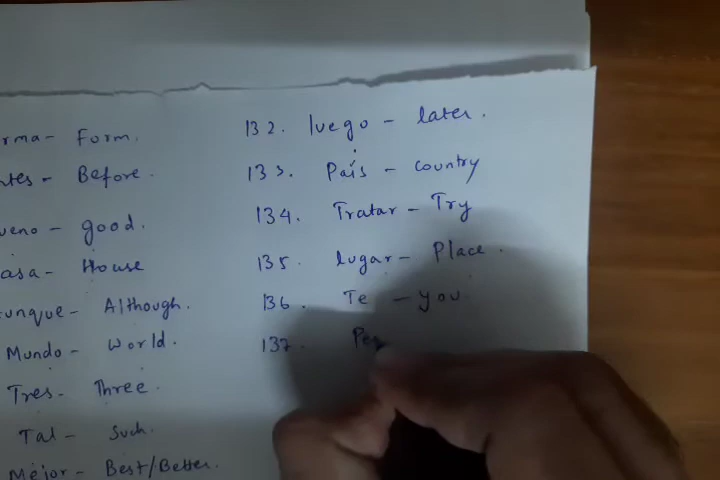 rma - Form.
ntes - Before.
ueno - good.
asa - House
unque - Although.
Mundo - World.
Tres - Three.
Tal - Such.
Mejor - Best/Better.
132. luego - later.
133. País - country
134. Tratar - Try
135. lugar - Place.
136. Te - you.
137.